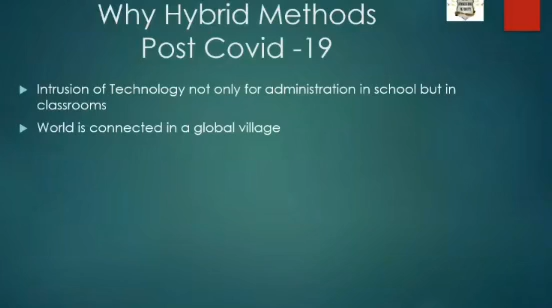 Why Hybrid Methods
Post Covid -19
Intrusion of Technology not only for administration in school but in
classrooms
World is connected in a global village